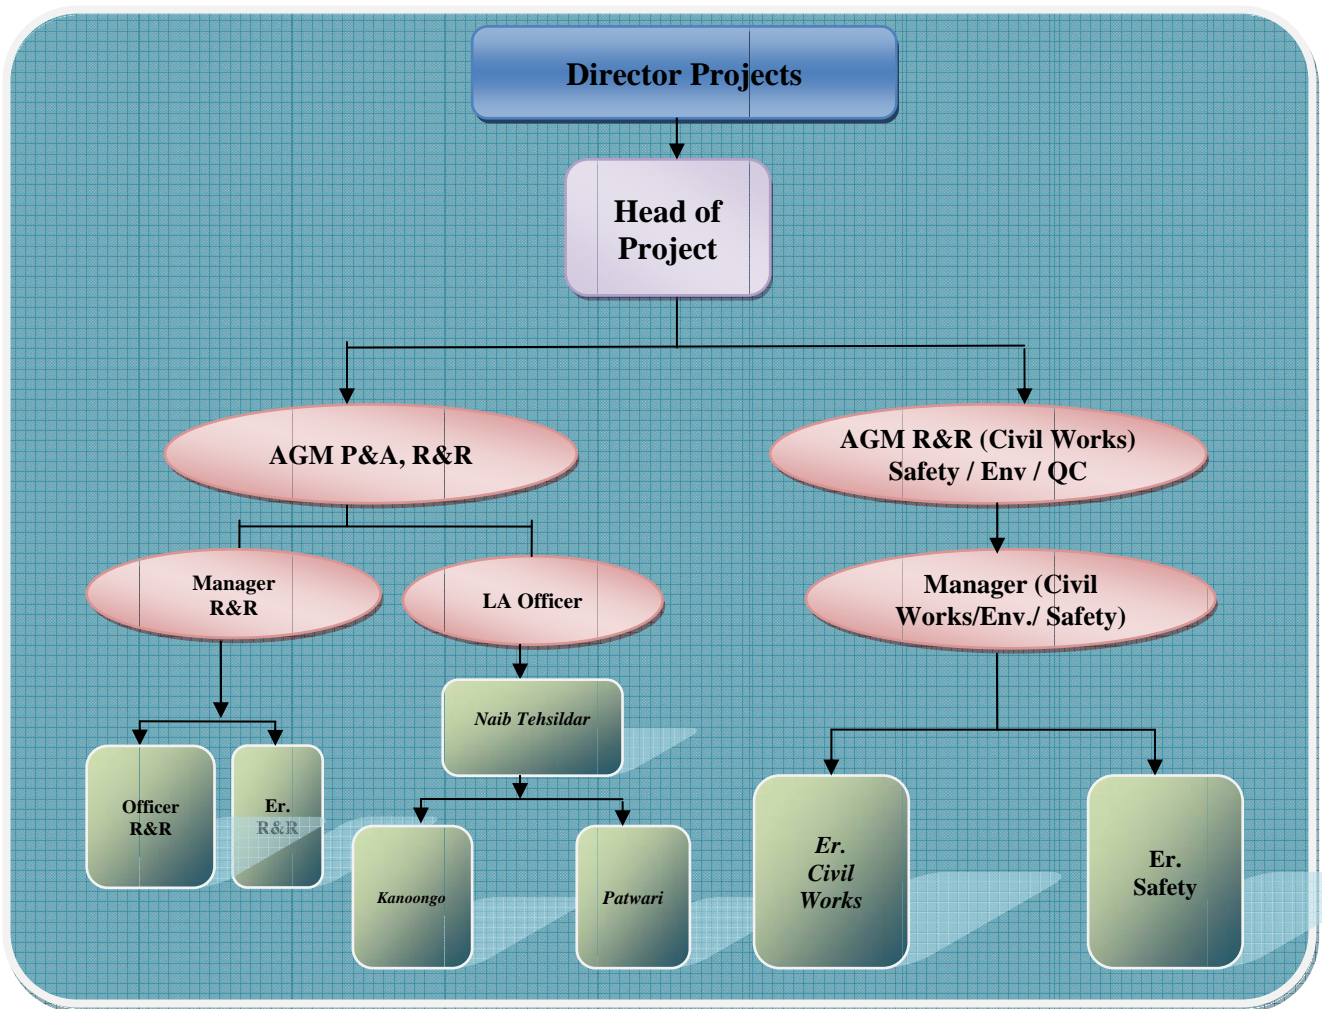 Director Projects
Head of
Project
AGM P&A, R&R
AGM R&R (Civil Works)
Safety / Env / QC
Manager
R&R
LA Officer
Manager (Civil
Works/Env./ Safety)
Naib Tehsildar
Officer
R&R
Er.
R&R
Kanoongo
Patwari
Er.
Civil
Works
Er.
Safety